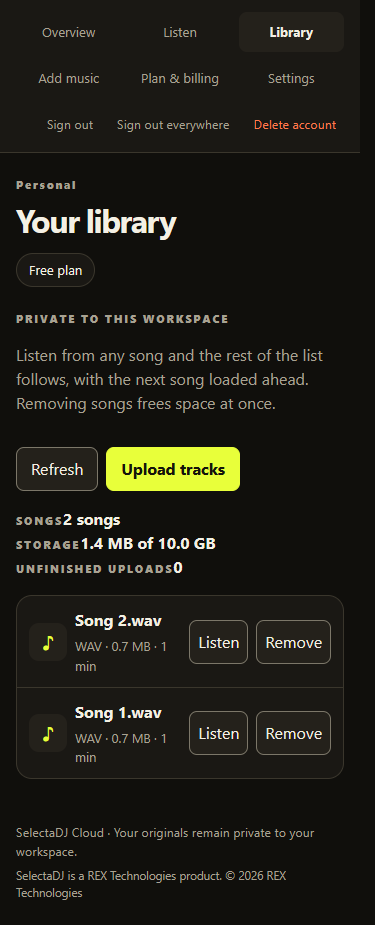 Overview Listen Library
Add music Plan & billing Settings
Sign out Sign out everywhere Delete account
Personal
Your library
Free plan
PRIVATE TO THIS WORKSPACE
Listen from any song and the rest of the list
follows, with the next song loaded ahead.
Removing songs frees space at once.
Refresh Upload tracks
SONGS2 songs
STORAGE1.4 MB of 10.0 GB
UNFINISHED UPLOADS0
Song 2.wav
WAV · 0.7 MB · 1
min
Listen Remove
Song 1.wav
WAV · 0.7 MB · 1
min
Listen Remove
SelectaDJ Cloud · Your originals remain private to your
workspace.
SelectaDJ is a REX Technologies product. © 2026 REX
Technologies